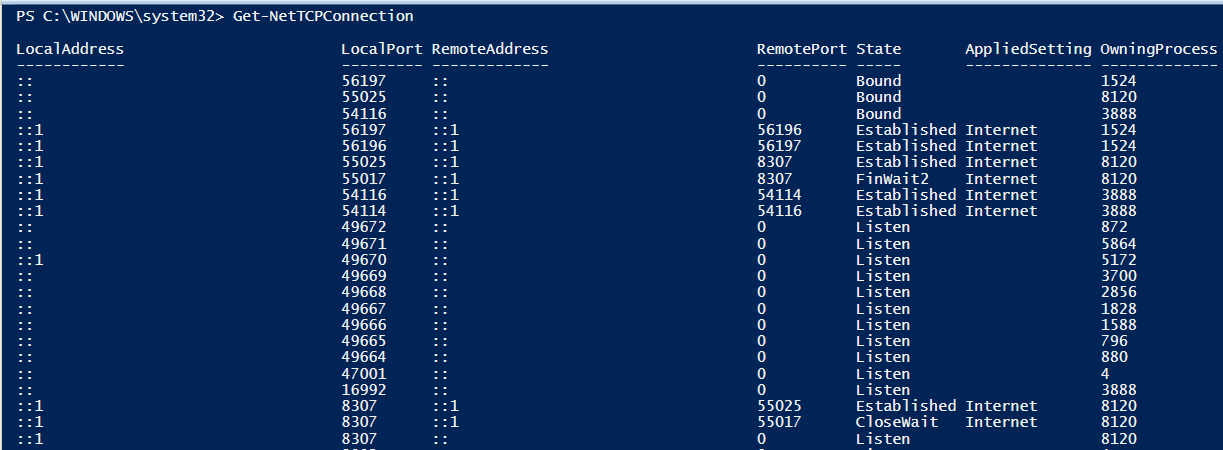 PS C:\WINDOWS\system32> Get-NetTCPConnection
LocalAddress LocalPort RemoteAddress RemotePort State AppliedSetting OwningProcess
------------ --------- ------------- ---------- ----- -------------- -------------
:: 56197 :: 0 Bound 1524
:: 55025 :: 0 Bound 8120
:: 54116 :: 0 Bound 3888
::1 56197 ::1 56196 Established Internet 1524
::1 56196 ::1 56197 Established Internet 1524
::1 55025 ::1 8307 Established Internet 8120
::1 55017 ::1 8307 FinWait2 Internet 8120
::1 54116 ::1 54114 Established Internet 3888
::1 54114 ::1 54116 Established Internet 3888
:: 49672 :: 0 Listen 872
:: 49671 :: 0 Listen 5864
::1 49670 :: 0 Listen 5172
:: 49669 :: 0 Listen 3700
:: 49668 :: 0 Listen 2856
:: 49667 :: 0 Listen 1828
:: 49666 :: 0 Listen 1588
:: 49665 :: 0 Listen 796
:: 49664 :: 0 Listen 880
:: 47001 :: 0 Listen 4
:: 16992 :: 0 Listen 3888
::1 8307 ::1 55025 Established Internet 8120
::1 8307 ::1 55017 CloseWait Internet 8120
::1 8307 :: 0 Listen 8120